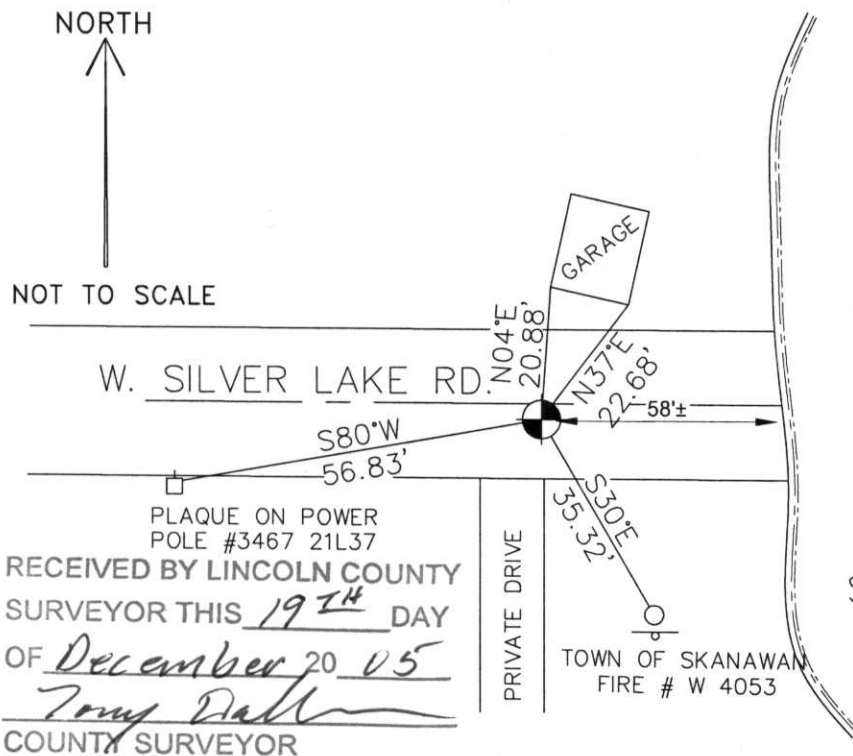 NORTH
NOT TO SCALE
GARAGE
N04°E
20.88'
N37°E
22.68'
W. SILVER LAKE RD.
58'±
S80°W
56.83'
S30°E
35.32'
PLAQUE ON POWER
POLE #3467 21L37
PRIVATE DRIVE
TOWN OF SKANAWAN
FIRE # W 4053
RECEIVED BY LINCOLN COUNTY
SURVEYOR THIS 19TH DAY
OF December 20 05
Tony
COUNTY SURVEYOR